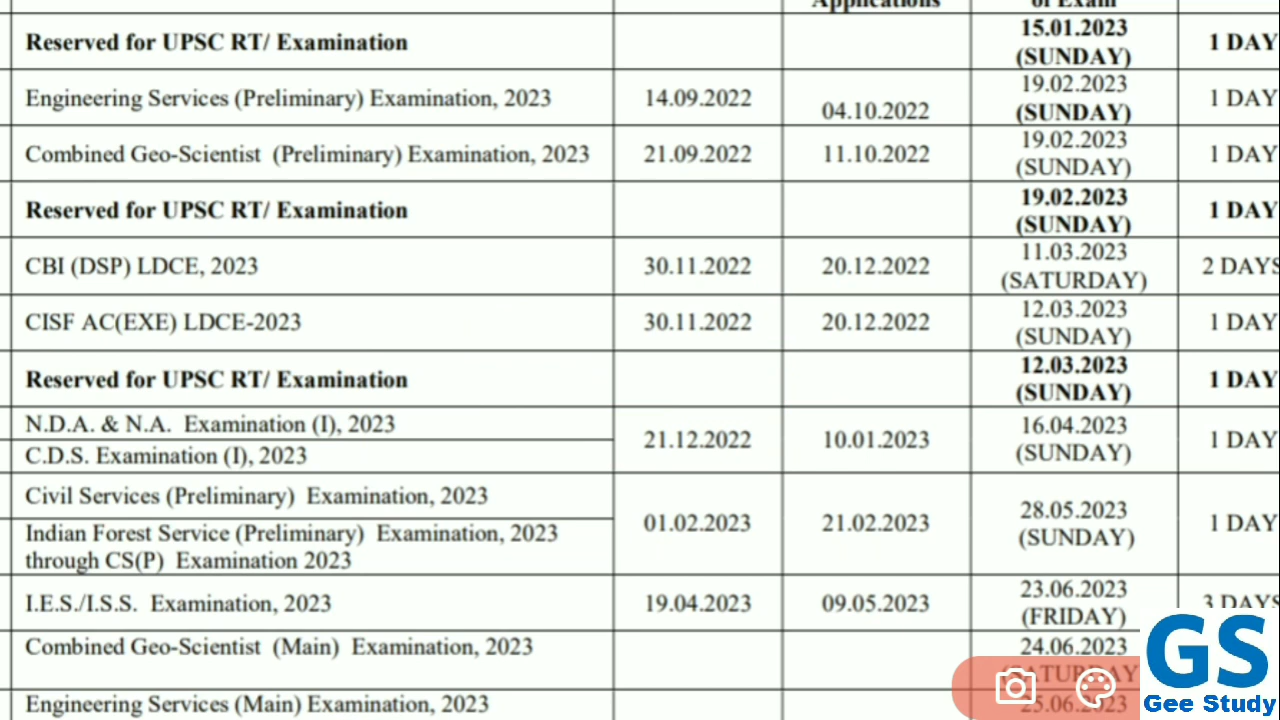 Applications of Exam
Reserved for UPSC RT/ Examination 15.01.2023 (SUNDAY) 1 DAY
Engineering Services (Preliminary) Examination, 2023 14.09.2022 04.10.2022 19.02.2023 (SUNDAY) 1 DAY
Combined Geo-Scientist (Preliminary) Examination, 2023 21.09.2022 11.10.2022 19.02.2023 (SUNDAY) 1 DAY
Reserved for UPSC RT/ Examination 19.02.2023 (SUNDAY) 1 DAY
CBI (DSP) LDCE, 2023 30.11.2022 20.12.2022 11.03.2023 (SATURDAY) 2 DAYS
CISF AC(EXE) LDCE-2023 30.11.2022 20.12.2022 12.03.2023 (SUNDAY) 1 DAY
Reserved for UPSC RT/ Examination 12.03.2023 (SUNDAY) 1 DAY
N.D.A. & N.A. Examination (I), 2023 21.12.2022 10.01.2023 16.04.2023 (SUNDAY) 1 DAY
C.D.S. Examination (I), 2023
Civil Services (Preliminary) Examination, 2023 01.02.2023 21.02.2023 28.05.2023 (SUNDAY) 1 DAY
Indian Forest Service (Preliminary) Examination, 2023
through CS(P) Examination 2023
I.E.S./I.S.S. Examination, 2023 19.04.2023 09.05.2023 23.06.2023 (FRIDAY) 3 DAYS
Combined Geo-Scientist (Main) Examination, 2023 24.06.2023 (SATURDAY
Engineering Services (Main) Examination, 2023 25.06.2023
GS
Gee Study